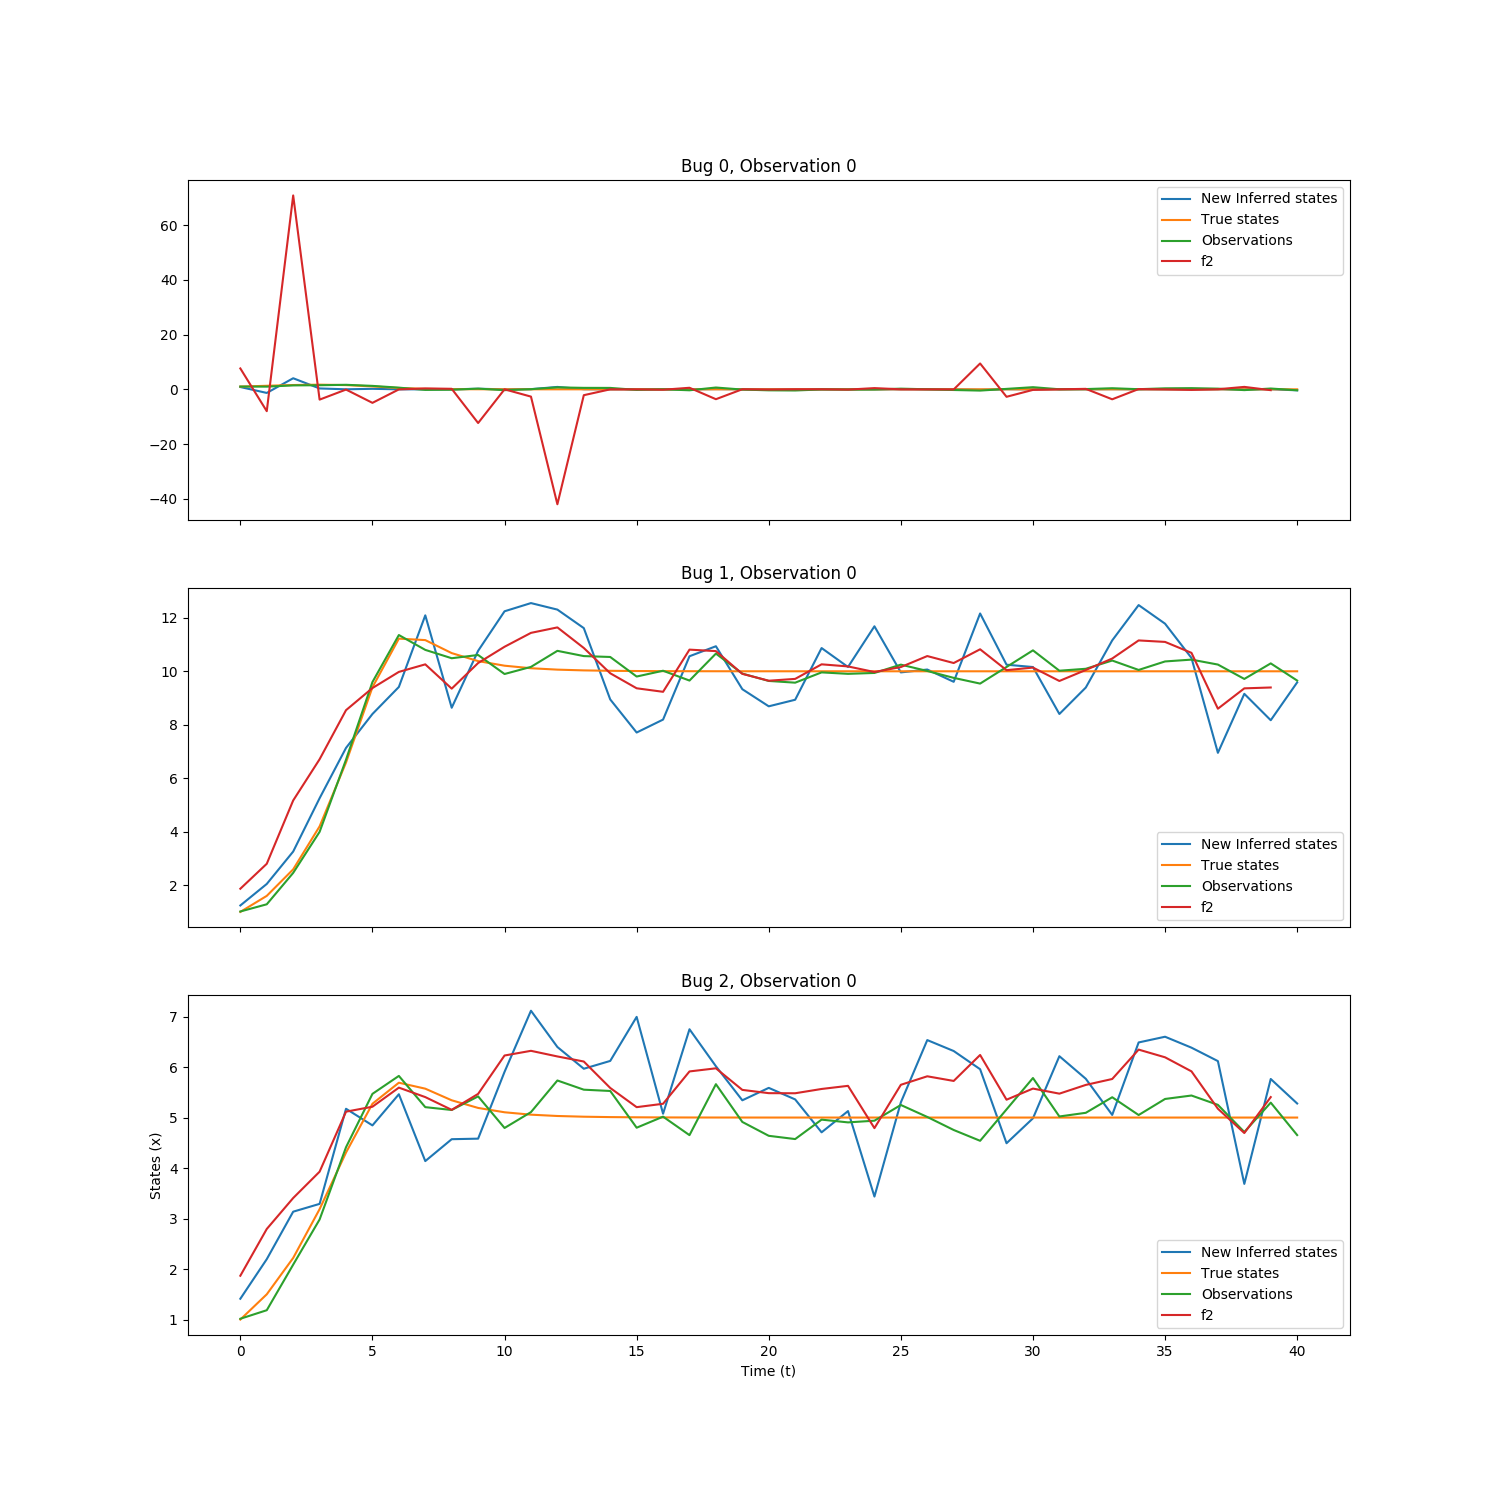 Bug 0, Observation 0
60
40
20
0
−20
−40
New Inferred states
True states
Observations
f2
Bug 1, Observation 0
12
10
8
6
4
2
New Inferred states
True states
Observations
f2
Bug 2, Observation 0
States (x)
7
6
5
4
3
2
1
New Inferred states
True states
Observations
f2
0 5 10 15 20 25 30 35 40
Time (t)